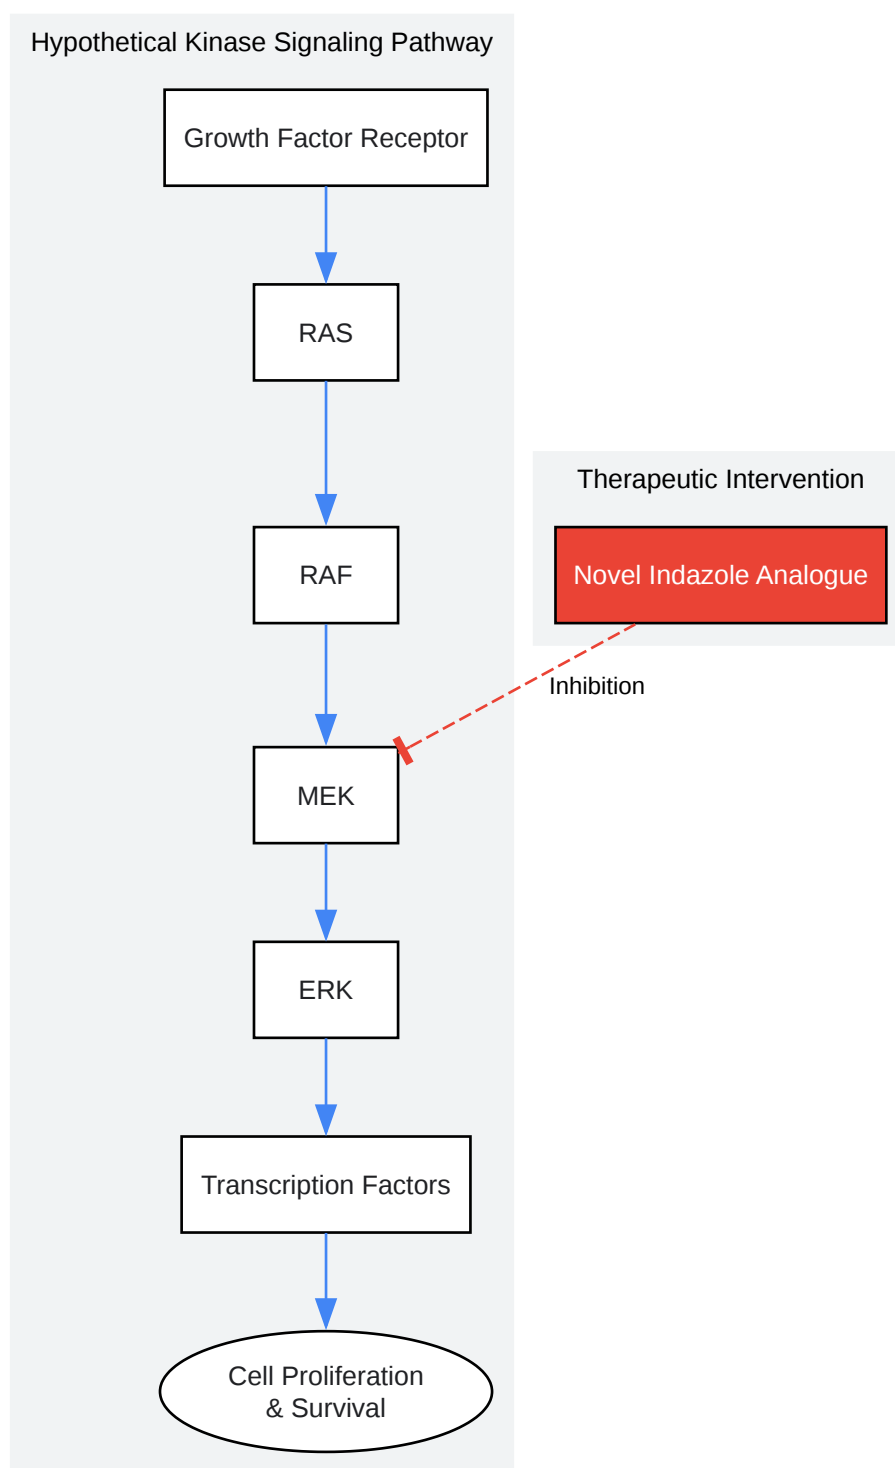 Hypothetical Kinase Signaling Pathway
Growth Factor Receptor
RAS
RAF
Therapeutic Intervention
Novel Indazole Analogue
Inhibition
MEK
ERK
Transcription Factors
Cell Proliferation
& Survival